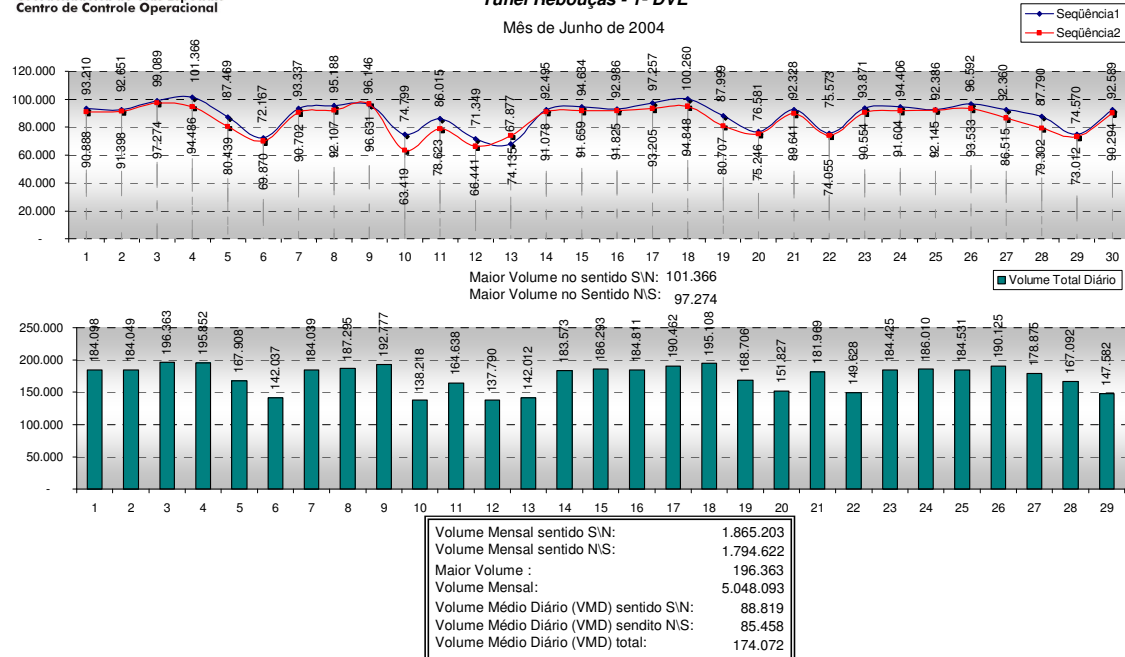 Centro de Controle Operacional
Túnel Rebouças - 1ª DVE
Mês de Junho de 2004
Seqüência1
Seqüência2
120.000
100.000
80.000
60.000
40.000
20.000
-
93.210 92.651 99.089 101.366 87.469 72.167 93.337 95.188 96.146 74.799 86.015 71.349 67.877 92.495 94.634 92.986 97.257 100.260 87.999 76.581 92.328 75.573 93.871 94.406 92.386 96.592 92.360 87.790 74.570 92.589
90.888 91.398 97.274 94.486 80.439 69.870 90.702 92.107 96.631 63.419 78.623 66.441 74.135 91.078 91.659 91.825 93.205 94.848 80.707 75.246 89.641 74.055 90.554 91.604 92.145 93.533 86.515 79.302 73.012 90.294
1 2 3 4 5 6 7 8 9 10 11 12 13 14 15 16 17 18 19 20 21 22 23 24 25 26 27 28 29 30
Maior Volume no sentido S\N: 101.366
Maior Volume no Sentido N\S: 97.274
Volume Total Diário
250.000
200.000
150.000
100.000
50.000
-
184.098 184.049 196.363 195.852 167.908 142.037 184.039 187.295 192.777 138.218 164.638 137.790 142.012 183.573 186.293 184.811 190.462 195.108 168.706 151.827 181.969 149.628 184.425 186.010 184.531 190.125 178.875 167.092 147.582
1 2 3 4 5 6 7 8 9 10 11 12 13 14 15 16 17 18 19 20 21 22 23 24 25 26 27 28 29
Volume Mensal sentido S\N: 1.865.203
Volume Mensal sentido N\S: 1.794.622
Maior Volume : 196.363
Volume Mensal: 5.048.093
Volume Médio Diário (VMD) sentido S\N: 88.819
Volume Médio Diário (VMD) sendito N\S: 85.458
Volume Médio Diário (VMD) total: 174.072